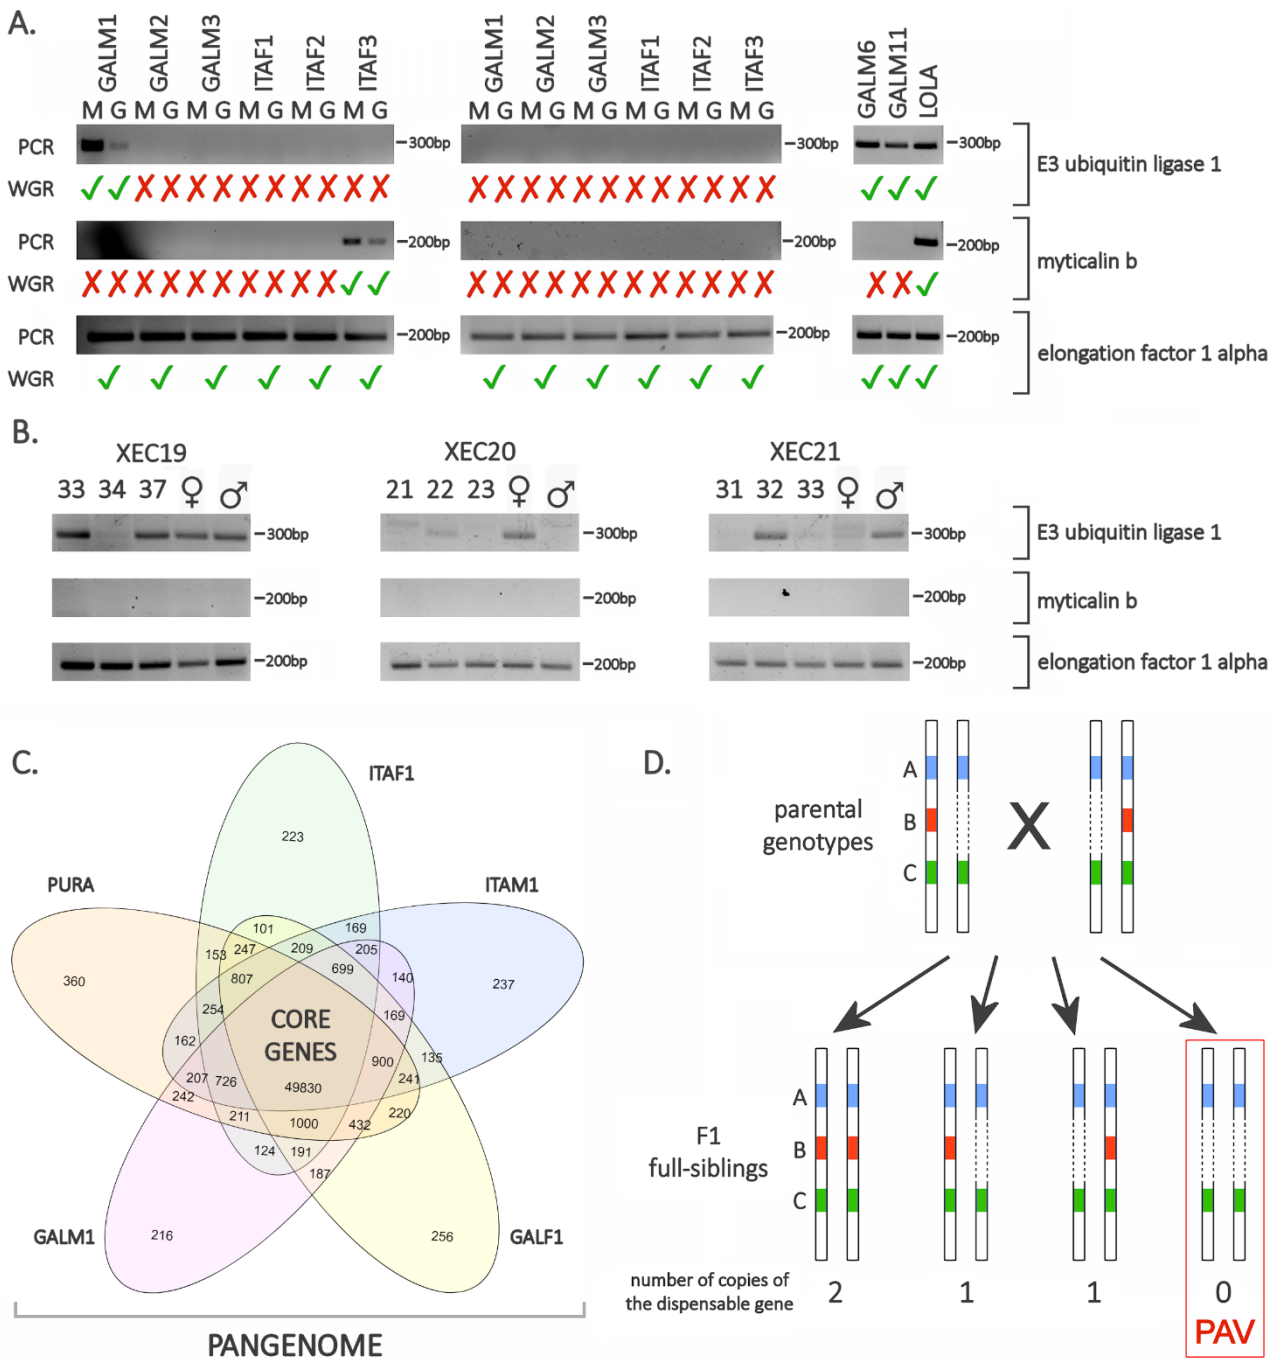 A.
GALM1 GALM2 GALM3 ITAF1 ITAF2 ITAF3 GALM1 GALM2 GALM3 ITAF1 ITAF2 ITAF3 GALM6 GALM11 LOLA
M G M G M G M G M G M G M G M G M G M G M G M G
PCR –300bp –300bp –300bp E3 ubiquitin ligase 1
WGR ✓ ✓ ✗ ✗ ✗ ✗ ✗ ✗ ✗ ✗ ✗ ✗ ✗ ✗ ✗ ✗ ✗ ✗ ✗ ✗ ✗ ✗ ✗ ✗ ✓ ✓ ✓
PCR –200bp –200bp –200bp myticalin b
WGR ✗ ✗ ✗ ✗ ✗ ✗ ✗ ✗ ✗ ✗ ✓ ✓ ✗ ✗ ✗ ✗ ✗ ✗ ✗ ✗ ✗ ✗ ✗ ✗ ✗ ✗ ✓
PCR –200bp –200bp –200bp elongation factor 1 alpha
WGR ✓ ✓ ✓ ✓ ✓ ✓ ✓ ✓ ✓ ✓ ✓ ✓ ✓ ✓ ✓
B.
XEC19 XEC20 XEC21
33 34 37 ♀ ♂ 21 22 23 ♀ ♂ 31 32 33 ♀ ♂
–300bp –300bp –300bp E3 ubiquitin ligase 1
–200bp –200bp –200bp myticalin b
–200bp –200bp –200bp elongation factor 1 alpha
C.
ITAF1
223
PURA
ITAM1
101 169
153 247 209 205
807 699 140
360 237
254 169
CORE
GENES
162 900 135
207 726 49830 241
242 211 1000 432 220
124 191
187
GALM1 216 256 GALF1
PANGENOME
D.
parental
genotypes
A
B
C
X
F1
full-siblings
A
B
C
number of copies of
the dispensable gene
2 1 1 0
PAV